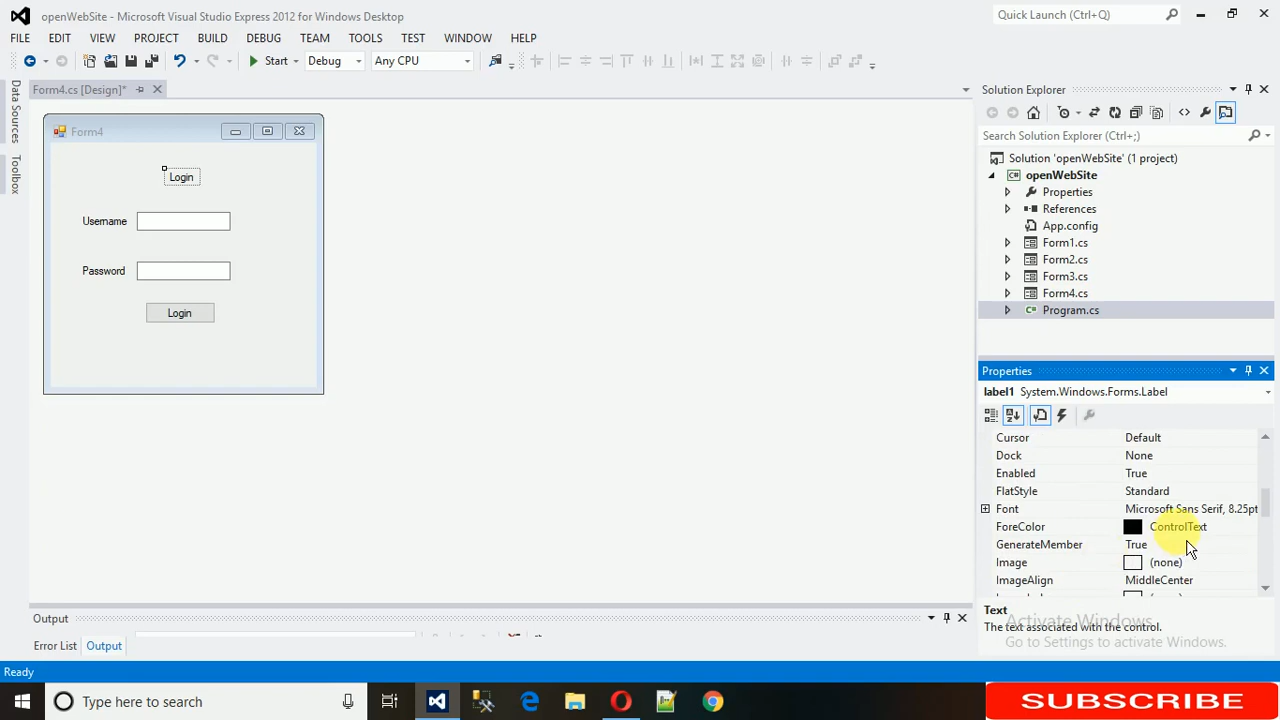 openWebSite - Microsoft Visual Studio Express 2012 for Windows Desktop
Quick Launch (Ctrl+Q)
FILE EDIT VIEW PROJECT BUILD DEBUG TEAM TOOLS TEST WINDOW HELP
Start Debug Any CPU
Data Sources
Toolbox
Form4.cs [Design]*
Form4
Login
Username
Password
Login
Solution Explorer
Search Solution Explorer (Ctrl+;)
Solution 'openWebSite' (1 project)
openWebSite
Properties
References
App.config
Form1.cs
Form2.cs
Form3.cs
Form4.cs
Program.cs
Properties
label1 System.Windows.Forms.Label
Cursor Default
Dock None
Enabled True
FlatStyle Standard
Font Microsoft Sans Serif, 8.25pt
ForeColor ControlText
GenerateMember True
Image (none)
ImageAlign MiddleCenter
Text
The text associated with the control.
Activate Windows
Go to Settings to activate Windows.
Output
Error List Output
Ready
Type here to search
SUBSCRIBE